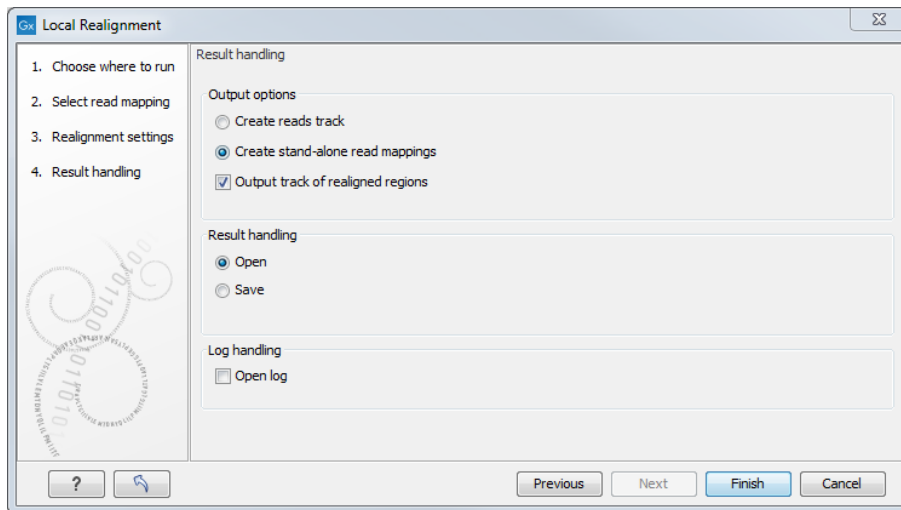 Gx Local Realignment
1. Choose where to run
2. Select read mapping
3. Realignment settings
4. Result handling
Result handling
Output options
Create reads track
Create stand-alone read mappings
Output track of realigned regions
Result handling
Open
Save
Log handling
Open log
?
Previous
Next
Finish
Cancel